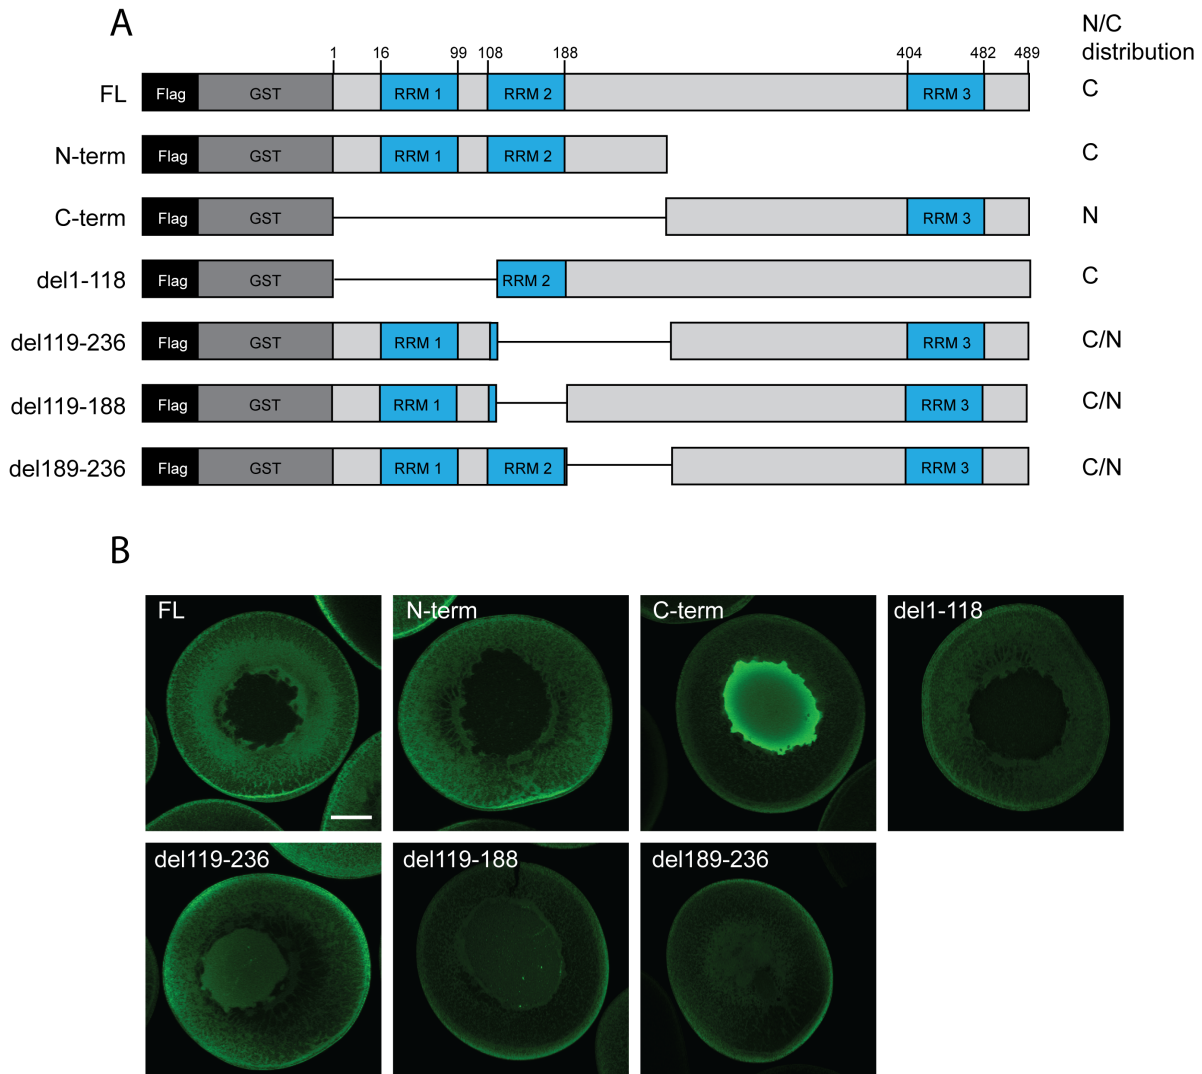 A
N/C
distribution
1 16 99 108 188 404 482 489
FL Flag GST RRM 1 RRM 2 RRM 3 C
N-term Flag GST RRM 1 RRM 2 C
C-term Flag GST RRM 3 N
del1-118 Flag GST RRM 2 C
del119-236 Flag GST RRM 1 RRM 3 C/N
del119-188 Flag GST RRM 1 RRM 3 C/N
del189-236 Flag GST RRM 1 RRM 2 RRM 3 C/N
B
FL N-term C-term del1-118
del119-236 del119-188 del189-236